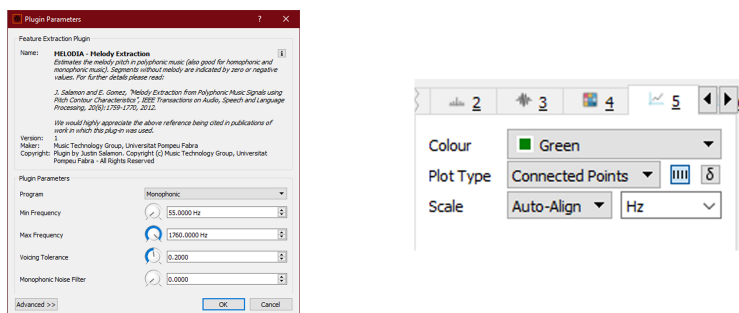 Plugin Parameters
Feature Extraction Plugin
Name: MELODIA - Melody Extraction
Estimates the melody pitch in polyphonic music (also good for homophonic and
monophonic music). Segments without melody are indicated by zero or negative
values. For further details please read:
J. Salamon and E. Gomez, "Melody Extraction from Polyphonic Music Signals using
Pitch Contour Characteristics", IEEE Transactions on Audio, Speech and Language
Processing, 20(6):1759-1770, 2012.
We would highly appreciate the above reference being cited in publications of
work in which this plug-in was used.
Version: 1
Maker: Music Technology Group, Universitat Pompeu Fabra
Copyright: Plugin by Justin Salamon. Copyright (c) Music Technology Group, Universitat
Pompeu Fabra - All Rights Reserved
Plugin Parameters
Program Monophonic
Min Frequency 55.0000 Hz
Max Frequency 1760.0000 Hz
Voicing Tolerance 0.2000
Monophonic Noise Filter 0.0000
Advanced >> OK Cancel
2 3 4 5
Colour Green
Plot Type Connected Points δ
Scale Auto-Align Hz